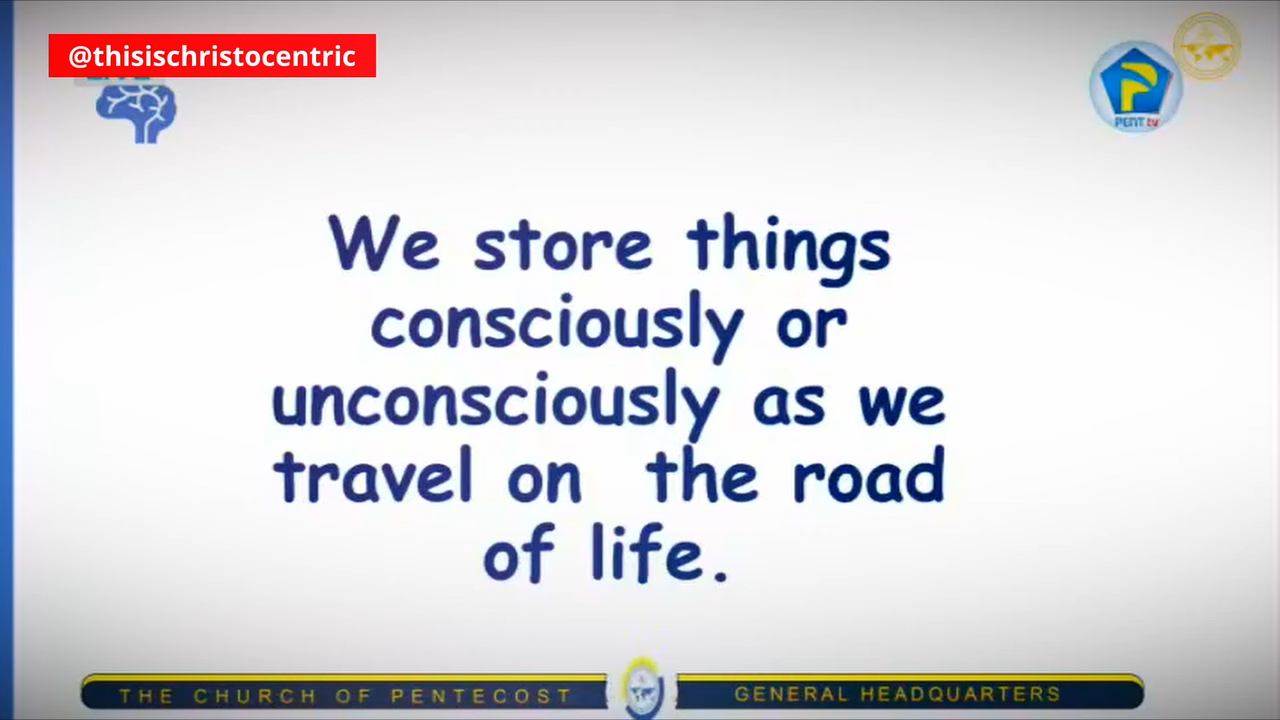 @thisischristocentric
PENT tv
We store things
consciously or
unconsciously as we
travel on the road
of life.
THE CHURCH OF PENTECOST
GENERAL HEADQUARTERS